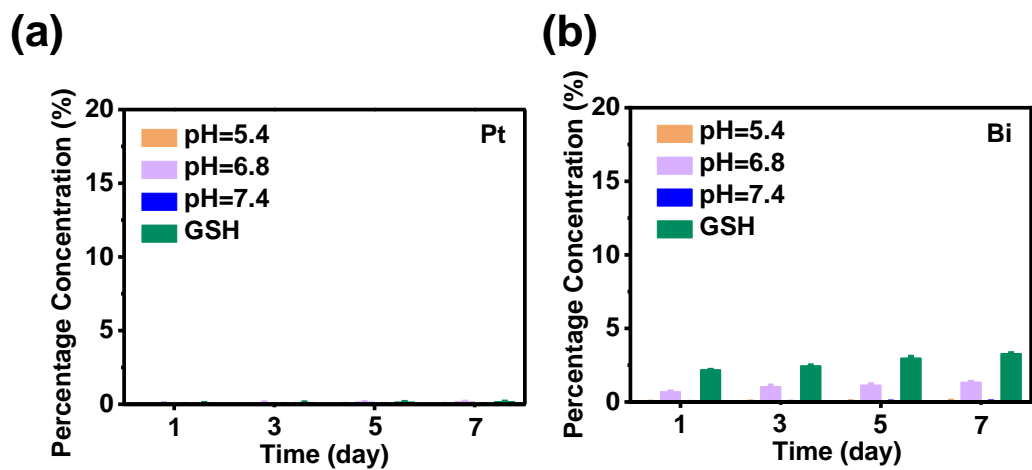 (a)
Percentage Concentration (%)
20
15
10
5
0
pH=5.4
pH=6.8
pH=7.4
GSH
Pt
1 3 5 7
Time (day)
(b)
Percentage Concentration (%)
20
15
10
5
0
pH=5.4
pH=6.8
pH=7.4
GSH
Bi
1 3 5 7
Time (day)